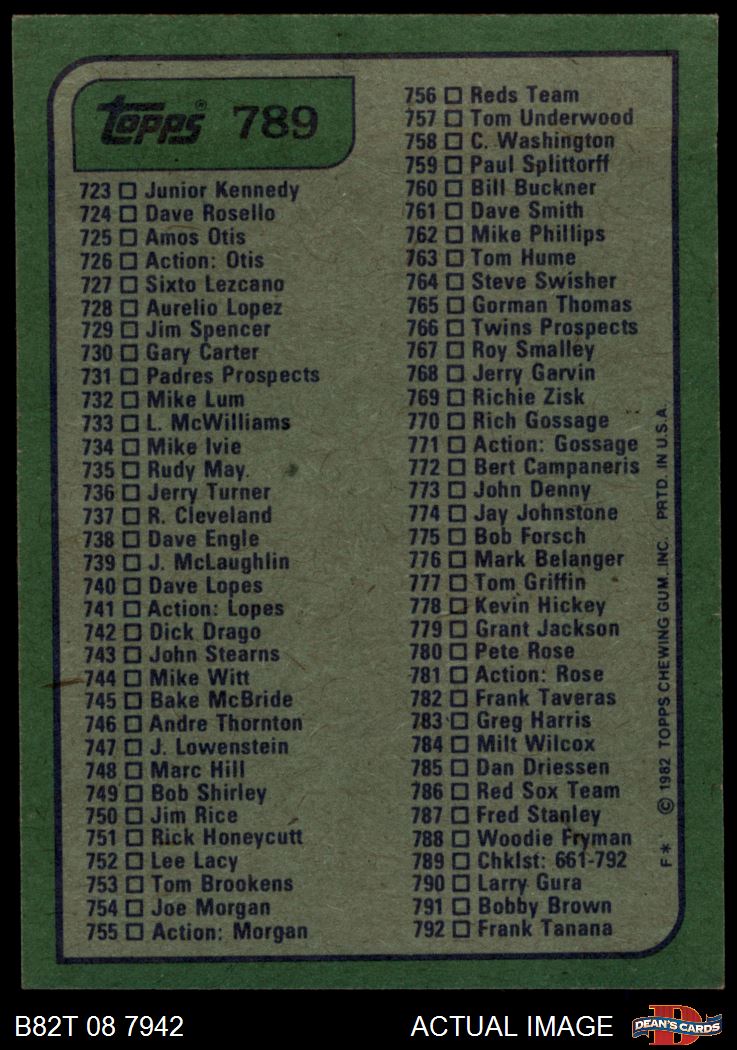 topps® 789
723 ☐ Junior Kennedy
724 ☐ Dave Rosello
725 ☐ Amos Otis
726 ☐ Action: Otis
727 ☐ Sixto Lezcano
728 ☐ Aurelio Lopez
729 ☐ Jim Spencer
730 ☐ Gary Carter
731 ☐ Padres Prospects
732 ☐ Mike Lum
733 ☐ L. McWilliams
734 ☐ Mike Ivie
735 ☐ Rudy May.
736 ☐ Jerry Turner
737 ☐ R. Cleveland
738 ☐ Dave Engle
739 ☐ J. McLaughlin
740 ☐ Dave Lopes
741 ☐ Action: Lopes
742 ☐ Dick Drago
743 ☐ John Stearns
744 ☐ Mike Witt
745 ☐ Bake McBride
746 ☐ Andre Thornton
747 ☐ J. Lowenstein
748 ☐ Marc Hill
749 ☐ Bob Shirley
750 ☐ Jim Rice
751 ☐ Rick Honeycutt
752 ☐ Lee Lacy
753 ☐ Tom Brookens
754 ☐ Joe Morgan
755 ☐ Action: Morgan
756 ☐ Reds Team
757 ☐ Tom Underwood
758 ☐ C. Washington
759 ☐ Paul Splittorff
760 ☐ Bill Buckner
761 ☐ Dave Smith
762 ☐ Mike Phillips
763 ☐ Tom Hume
764 ☐ Steve Swisher
765 ☐ Gorman Thomas
766 ☐ Twins Prospects
767 ☐ Roy Smalley
768 ☐ Jerry Garvin
769 ☐ Richie Zisk
770 ☐ Rich Gossage
771 ☐ Action: Gossage
772 ☐ Bert Campaneris
773 ☐ John Denny
774 ☐ Jay Johnstone
775 ☐ Bob Forsch
776 ☐ Mark Belanger
777 ☐ Tom Griffin
778 ☐ Kevin Hickey
779 ☐ Grant Jackson
780 ☐ Pete Rose
781 ☐ Action: Rose
782 ☐ Frank Taveras
783 ☐ Greg Harris
784 ☐ Milt Wilcox
785 ☐ Dan Driessen
786 ☐ Red Sox Team
787 ☐ Fred Stanley
788 ☐ Woodie Fryman
789 ☐ Chklst: 661-792
790 ☐ Larry Gura
791 ☐ Bobby Brown
792 ☐ Frank Tanana
F* © 1982 TOPPS CHEWING GUM, INC. PRTD. IN U.S.A.
B82T 08 7942 ACTUAL IMAGE D DEAN'S CARDS